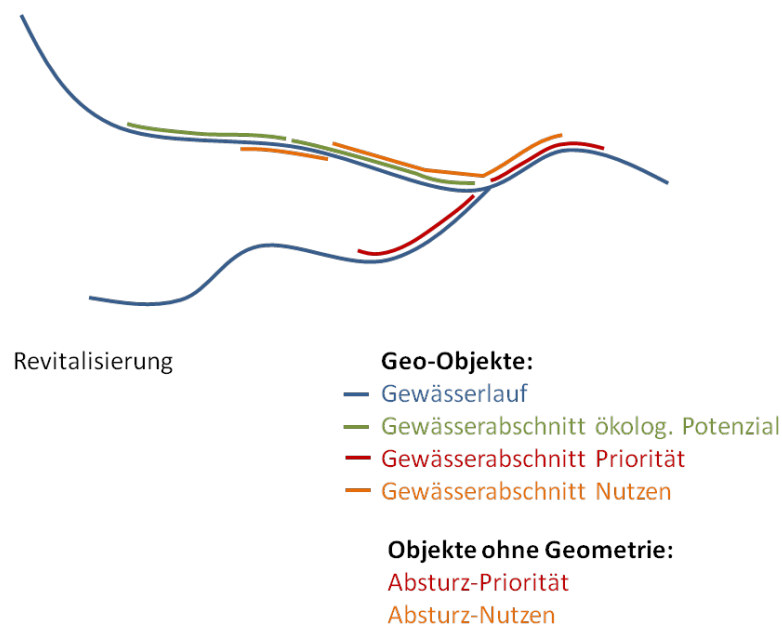 Revitalisierung
Geo-Objekte:
Gewässerlauf
Gewässerabschnitt ökolog. Potenzial
Gewässerabschnitt Priorität
Gewässerabschnitt Nutzen
Objekte ohne Geometrie:
Absturz-Priorität
Absturz-Nutzen